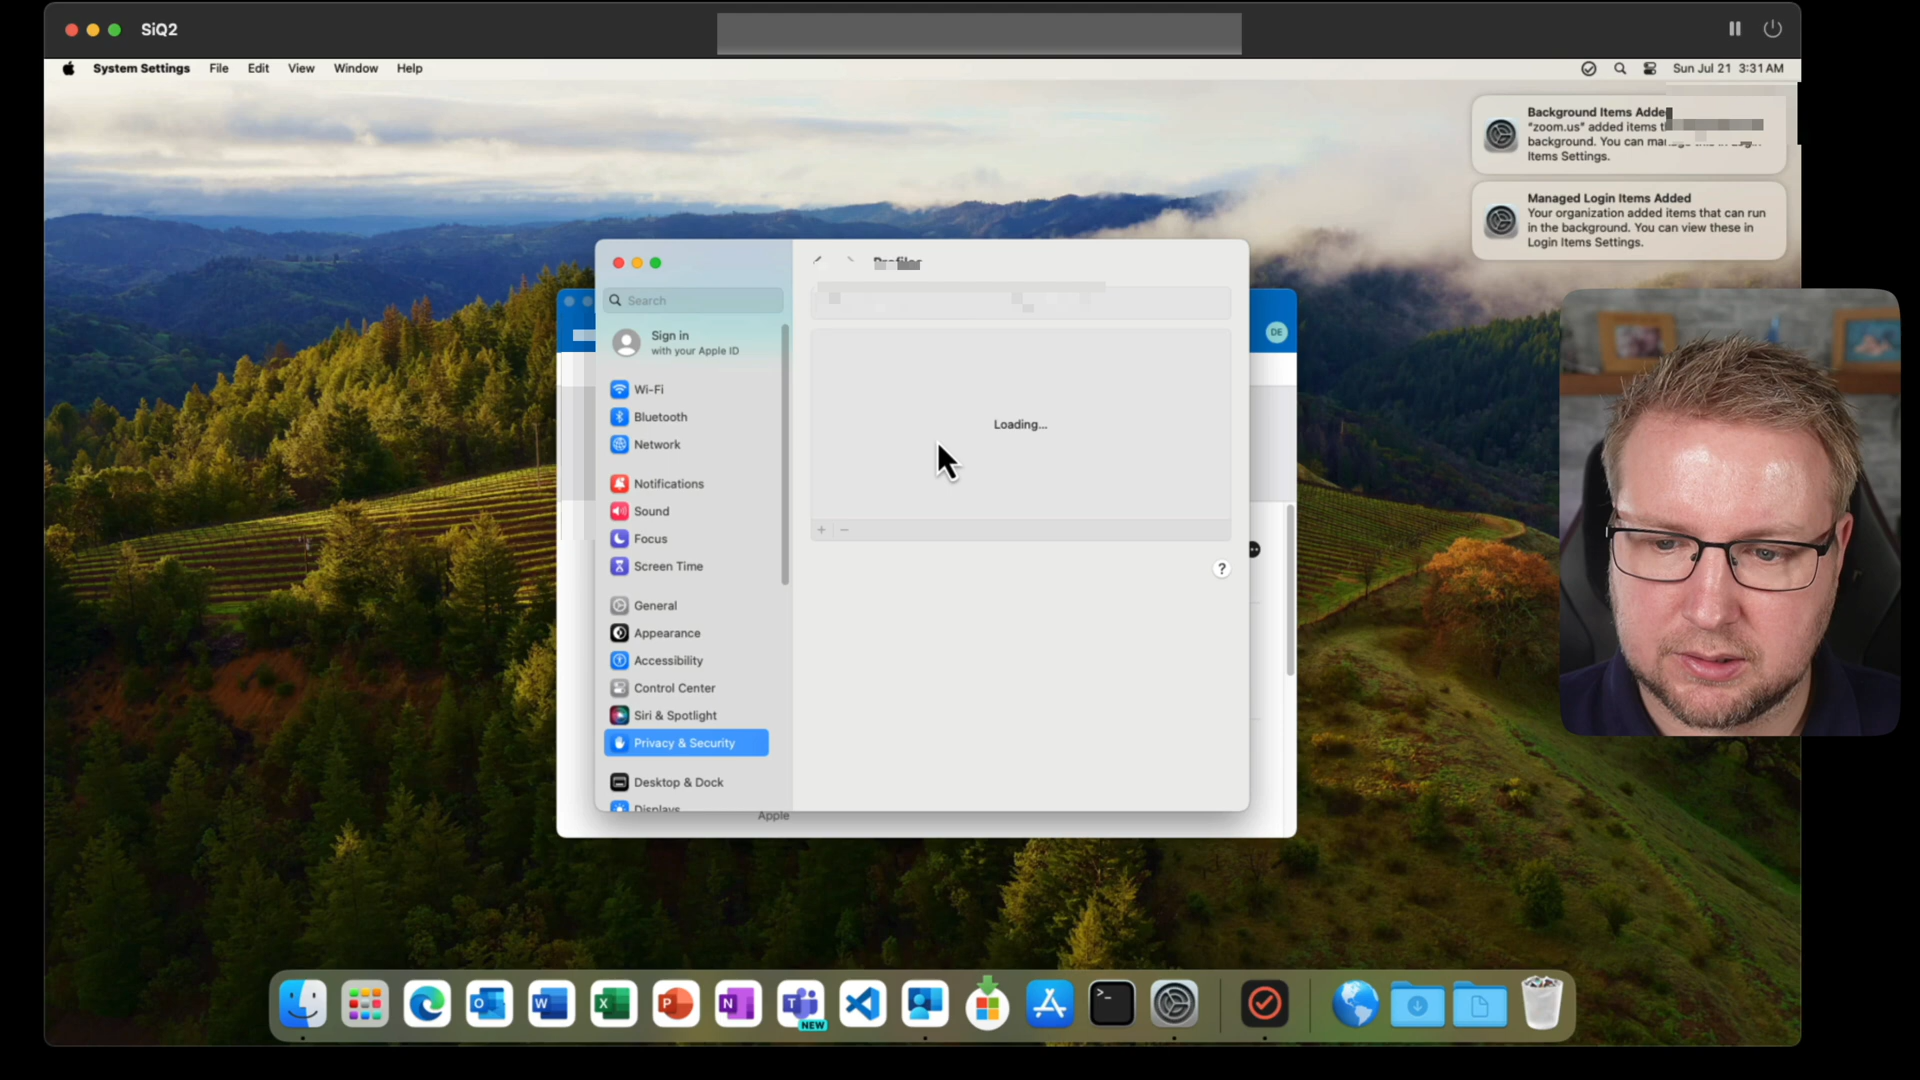 SiQ2
System Settings File Edit View Window Help
Sun Jul 21 3:31 AM
Background Items Added
"zoom.us" added items
background. You can
Items Settings.
Managed Login Items Added
Your organization added items that can run
in the background. You can view these in
Login Items Settings.
Search
Sign in
with your Apple ID
Wi-Fi
Bluetooth
Network
Notifications
Sound
Focus
Screen Time
General
Appearance
Accessibility
Control Center
Siri & Spotlight
Privacy & Security
Desktop & Dock
Displays
Loading...
+ −
?
DE
Apple
NEW